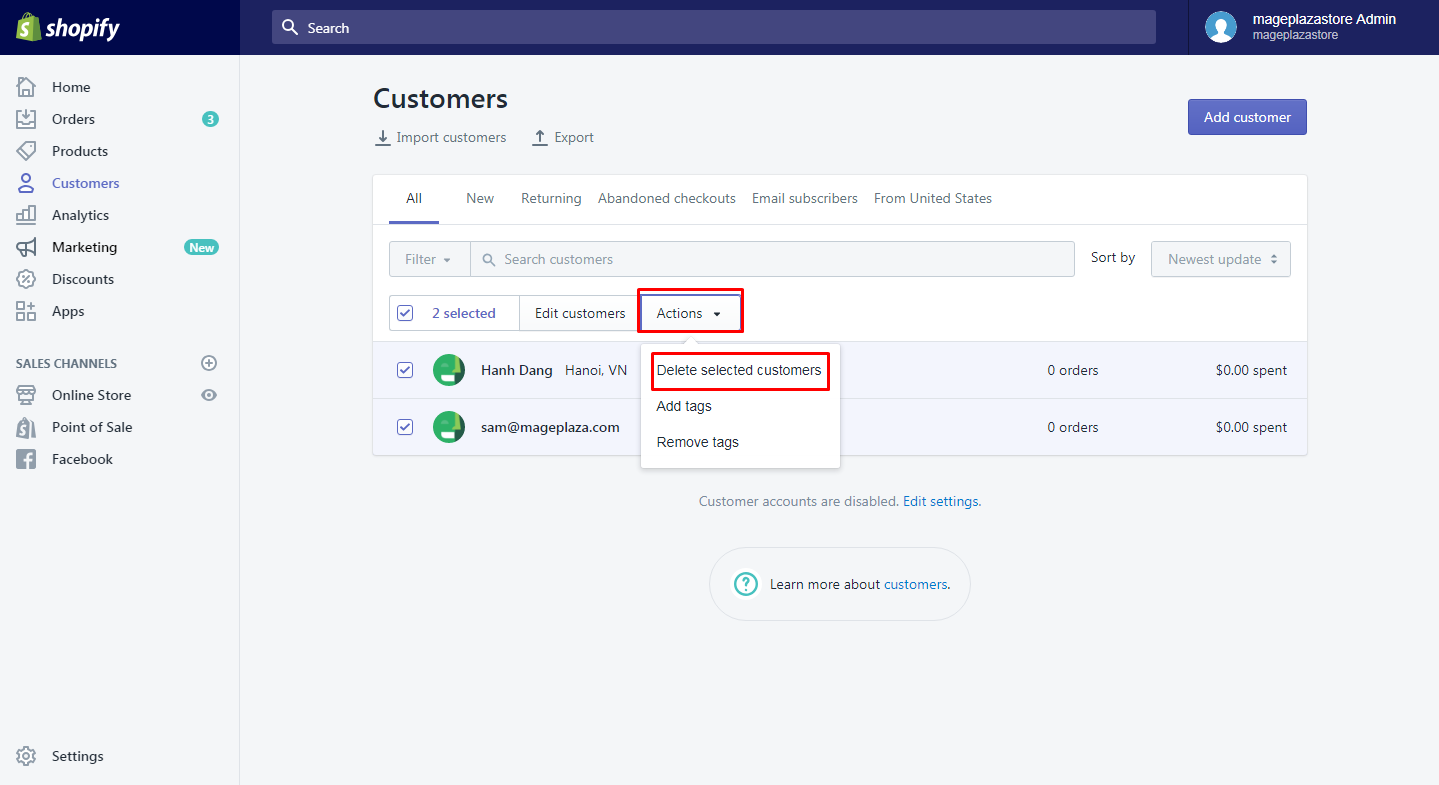 shopify
Search
mageplazastore Admin
mageplazastore
Home
Orders 3
Products
Customers
Analytics
Marketing New
Discounts
Apps
SALES CHANNELS
Online Store
Point of Sale
Facebook
Settings
Customers
Import customers Export
Add customer
All New Returning Abandoned checkouts Email subscribers From United States
Filter Search customers Sort by Newest update
2 selected Edit customers Actions
Delete selected customers
Add tags
Remove tags
Hanh Dang Hanoi, VN 0 orders $0.00 spent
sam@mageplaza.com 0 orders $0.00 spent
Customer accounts are disabled. Edit settings.
? Learn more about customers.